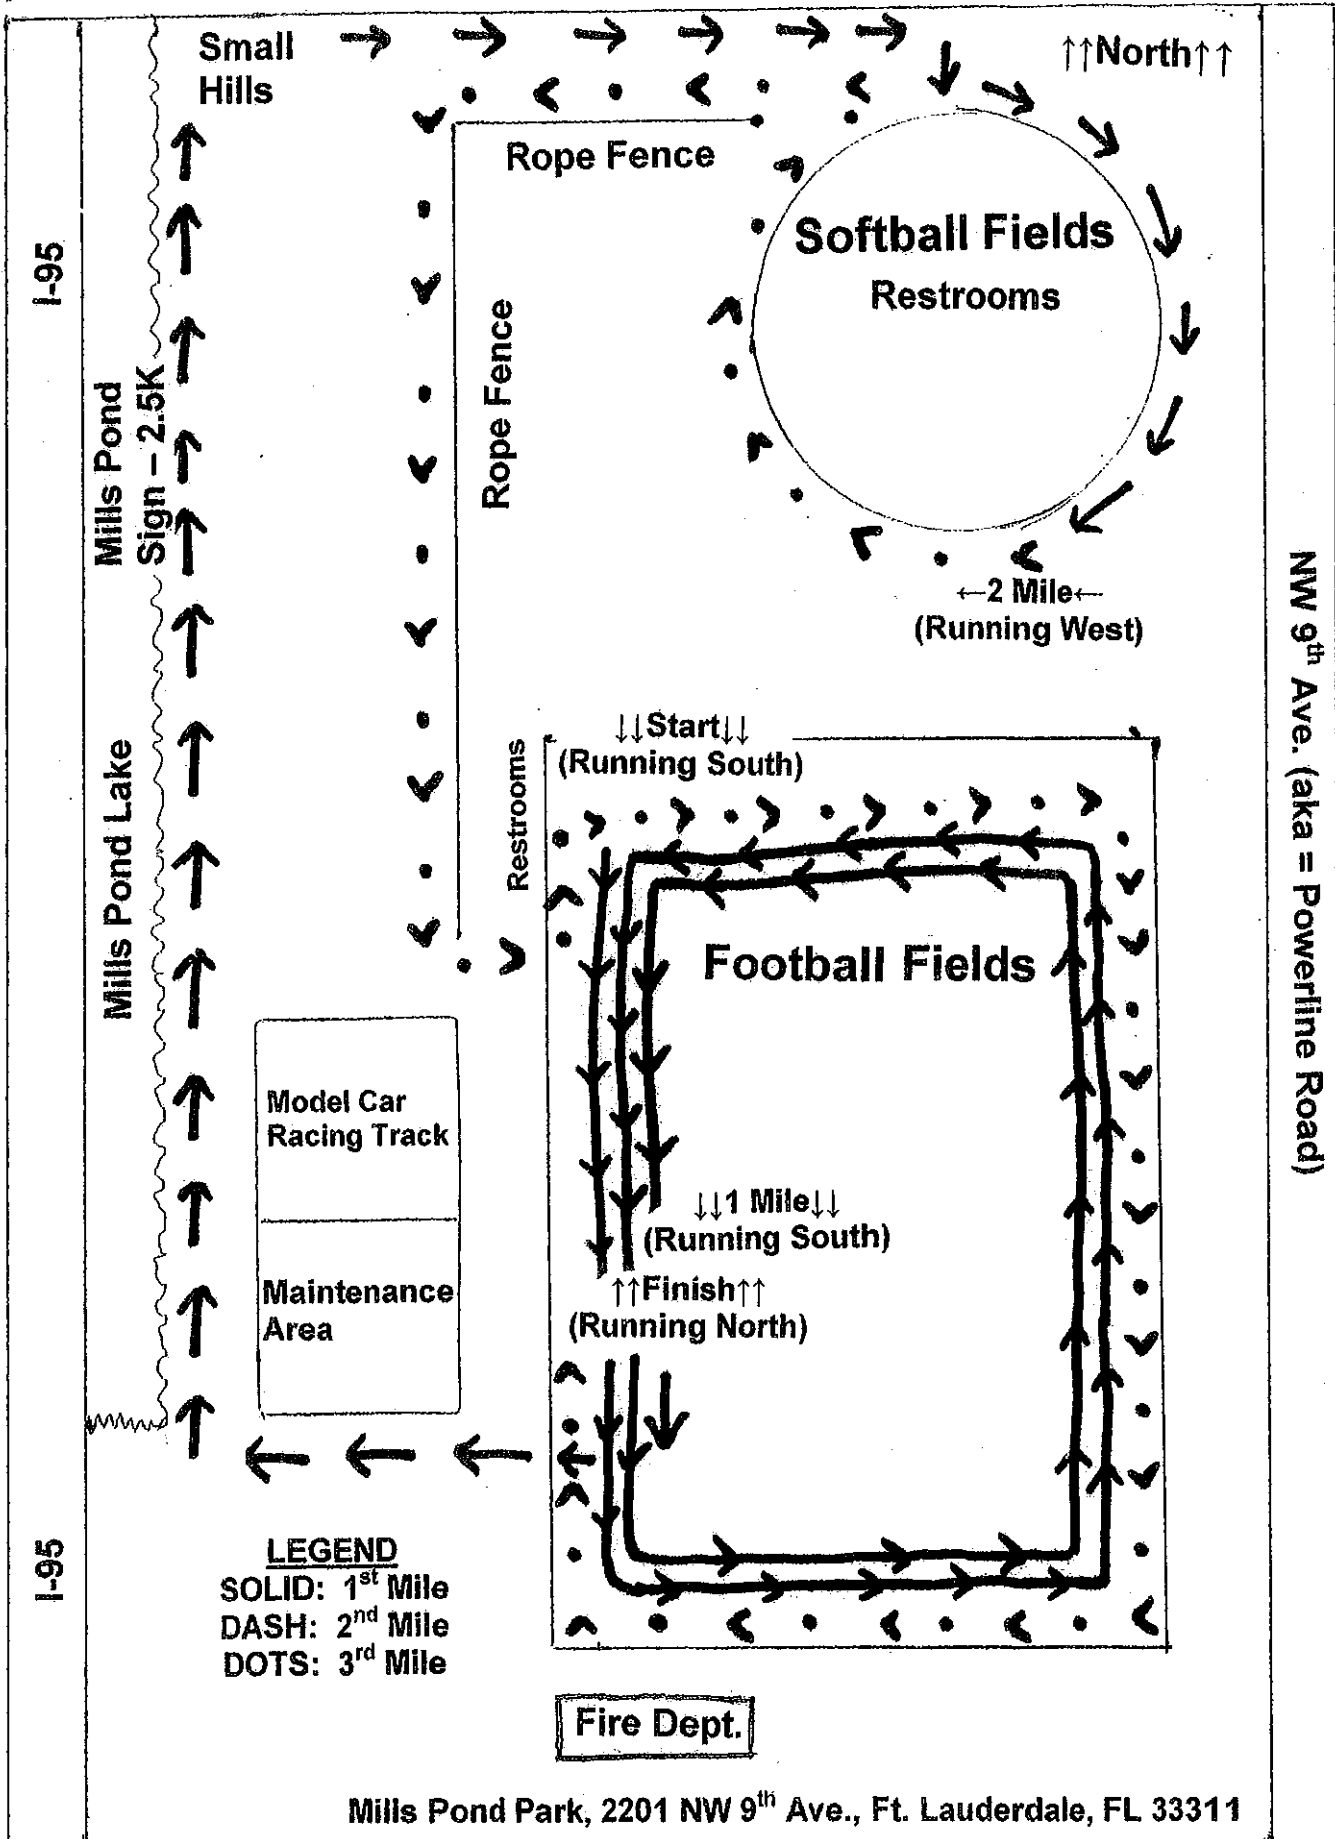 Small
Hills
↑↑North↑↑
Rope Fence
Softball Fields
Restrooms
I-95
Rope Fence
Mills Pond
Sign – 2.5K
←2 Mile←
(Running West)
NW 9th Ave. (aka = Powerline Road)
↓↓Start↓↓
(Running South)
Restrooms
Mills Pond Lake
Football Fields
Model Car
Racing Track
↓↓1 Mile↓↓
(Running South)
Maintenance
Area
↑↑Finish↑↑
(Running North)
I-95
LEGEND
SOLID: 1st Mile
DASH: 2nd Mile
DOTS: 3rd Mile
Fire Dept.
Mills Pond Park, 2201 NW 9th Ave., Ft. Lauderdale, FL 33311